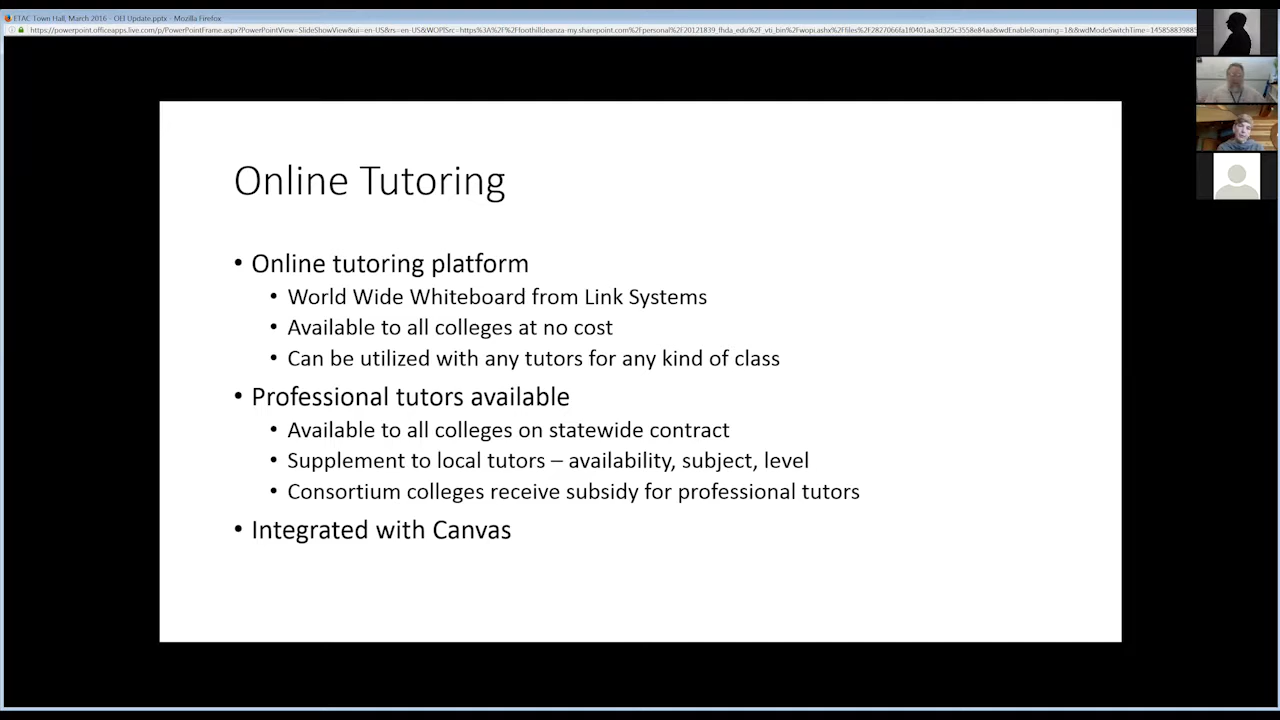 ETAC Town Hall, March 2016 - OEI Update.pptx - Mozilla Firefox
Online Tutoring
• Online tutoring platform
• World Wide Whiteboard from Link Systems
• Available to all colleges at no cost
• Can be utilized with any tutors for any kind of class
• Professional tutors available
• Available to all colleges on statewide contract
• Supplement to local tutors – availability, subject, level
• Consortium colleges receive subsidy for professional tutors
• Integrated with Canvas